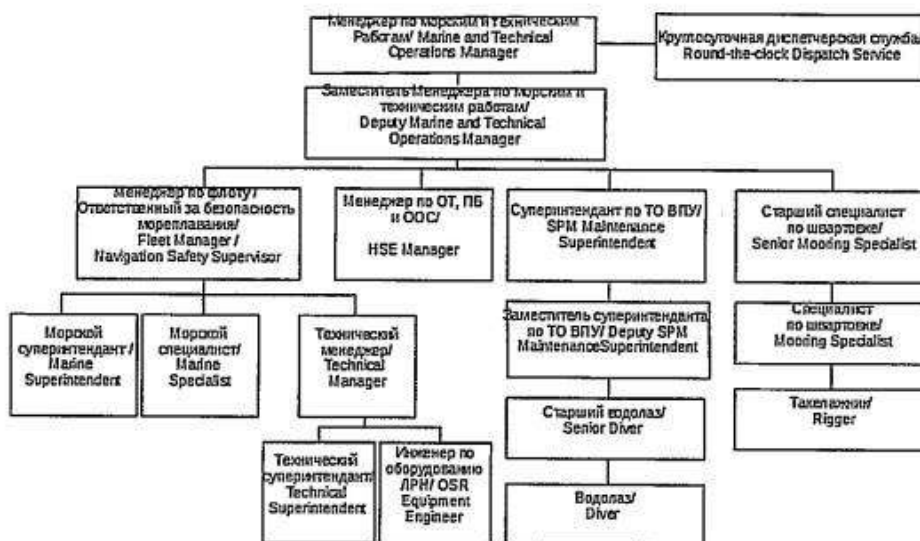 Менеджер по морским и техническим
Работам/ Marine and Technical
Operations Manager
Круглосуточная диспетчерская служба/
Round-the-clock Dispatch Service
Заместитель Менеджера по морским и
техническим работам/
Deputy Marine and Technical
Operations Manager
Менеджер по флоту /
Ответственный за безопасность
мореплавания/
Fleet Manager /
Navigation Safety Supervisor
Менеджер по ОТ, ПБ
и ООС/
HSE Manager
Суперинтендант по ТО ВПУ/
SPM Maintenance
Superintendent
Старший специалист
по швартовке/
Senior Mooring Specialist
Морской
суперинтендант /
Marine
Superintendent
Морской
специалист/
Marine
Specialist
Технический
менеджер/
Technical
Manager
Заместитель суперинтенданта
по ТО ВПУ/ Deputy SPM
MaintenanceSuperintendent
Специалист
по швартовке/
Mooring Specialist
Старший водолаз/
Senior Diver
Такелажник/
Rigger
Технический
суперинтендант/
Technical
Superintendent
Инженер по
оборудованию
ЛРН/ OSR
Equipment
Engineer
Водолаз/
Diver